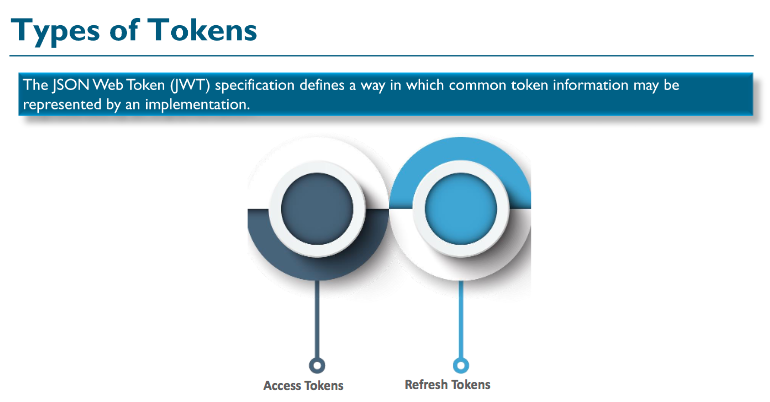 Types of Tokens
The JSON Web Token (JWT) specification defines a way in which common token information may be
represented by an implementation.
Access Tokens
Refresh Tokens